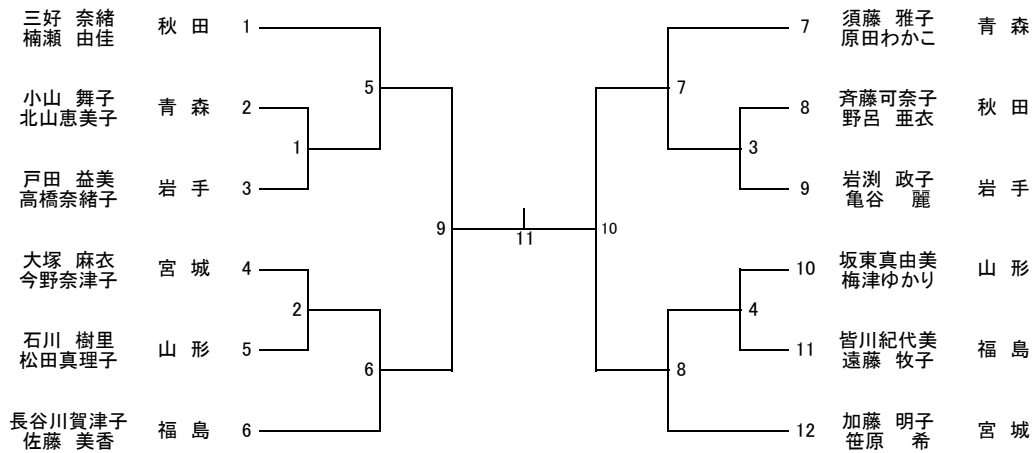 三好 奈緒
楠瀬 由佳
秋 田
1
小山 舞子
北山恵美子
青 森
2
戸田 益美
高橋奈緒子
岩 手
3
大塚 麻衣
今野奈津子
宮 城
4
石川 樹里
松田真理子
山 形
5
長谷川賀津子
佐藤 美香
福 島
6
5
1
2
6
9
11
10
7
3
4
8
7
須藤 雅子
原田わかこ
青 森
8
斉藤可奈子
野呂 亜衣
秋 田
9
岩渕 政子
亀谷 麗
岩 手
10
坂東真由美
梅津ゆかり
山 形
11
皆川紀代美
遠藤 牧子
福 島
12
加藤 明子
笹原 希
宮 城